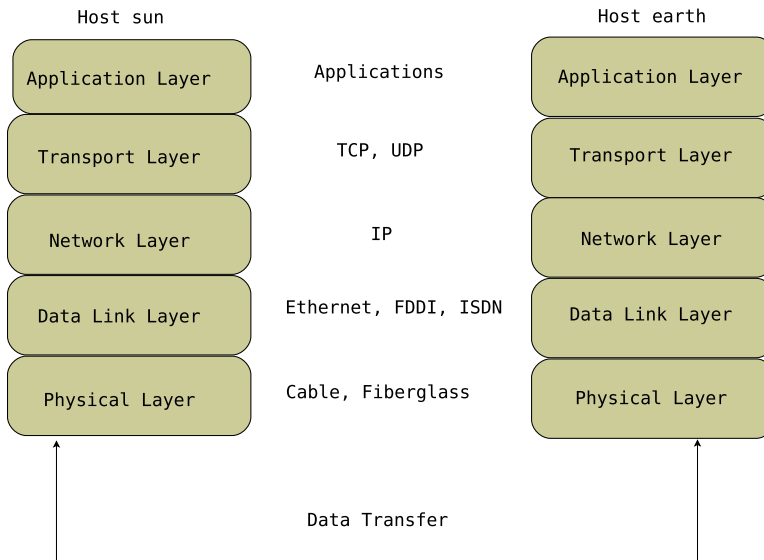 Host sun
Host earth
Application Layer
Applications
Application Layer
Transport Layer
TCP, UDP
Transport Layer
Network Layer
IP
Network Layer
Data Link Layer
Ethernet, FDDI, ISDN
Data Link Layer
Physical Layer
Cable, Fiberglass
Physical Layer
Data Transfer